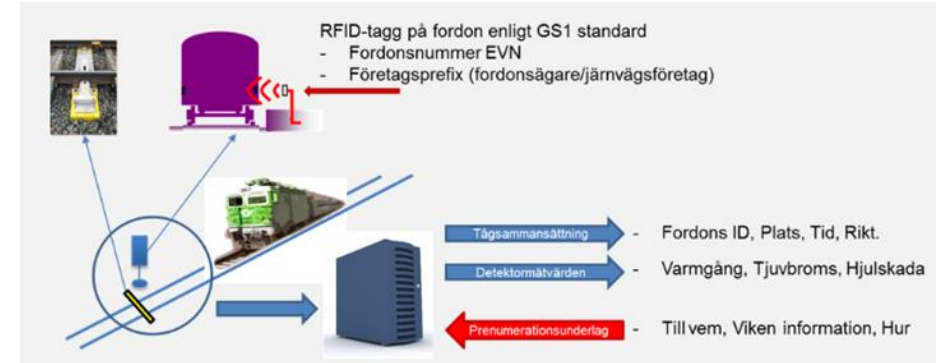 RFID-tagg på fordon enligt GS1 standard
- Fordonsnummer EVN
- Företagsprefix (fordonsägare/järnvägsföretag)
Tågsammansättning - Fordons ID, Plats, Tid, Rikt.
Detektormätvärden - Varmgång, Tjuvbroms, Hjulskada
Prenumerationsunderlag - Till vem, Viken information, Hur